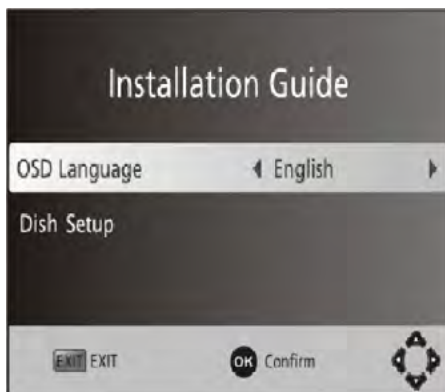 Installation Guide
OSD Language English
Dish Setup
EXIT EXIT OK Confirm